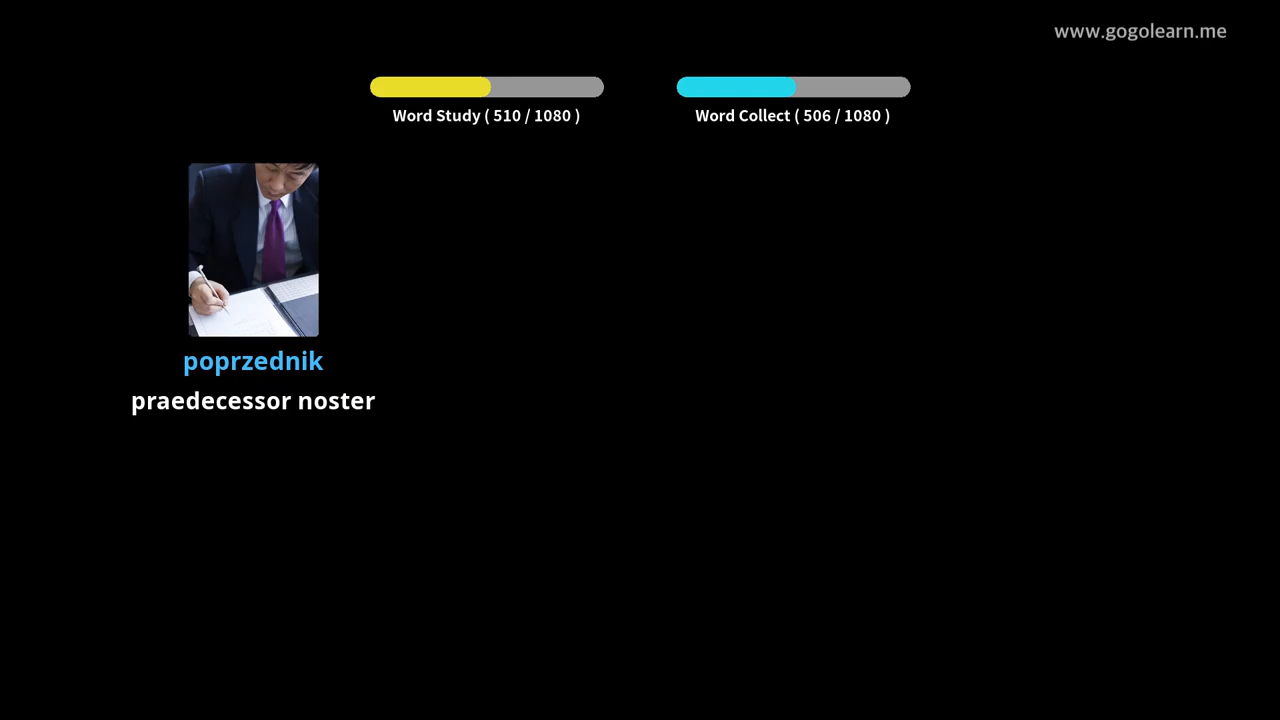 www.gogolearn.me
Word Study ( 510 / 1080 )
Word Collect ( 506 / 1080 )
poprzednik
praedecessor noster